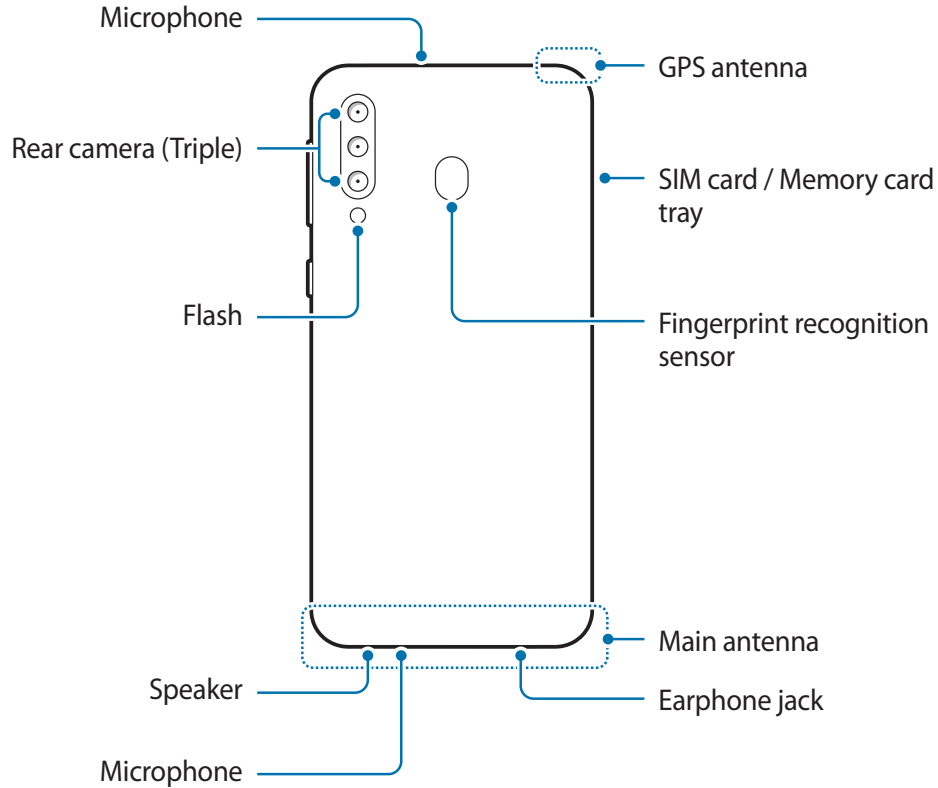 Microphone
GPS antenna
Rear camera (Triple)
SIM card / Memory card
tray
Flash
Fingerprint recognition
sensor
Main antenna
Speaker
Earphone jack
Microphone